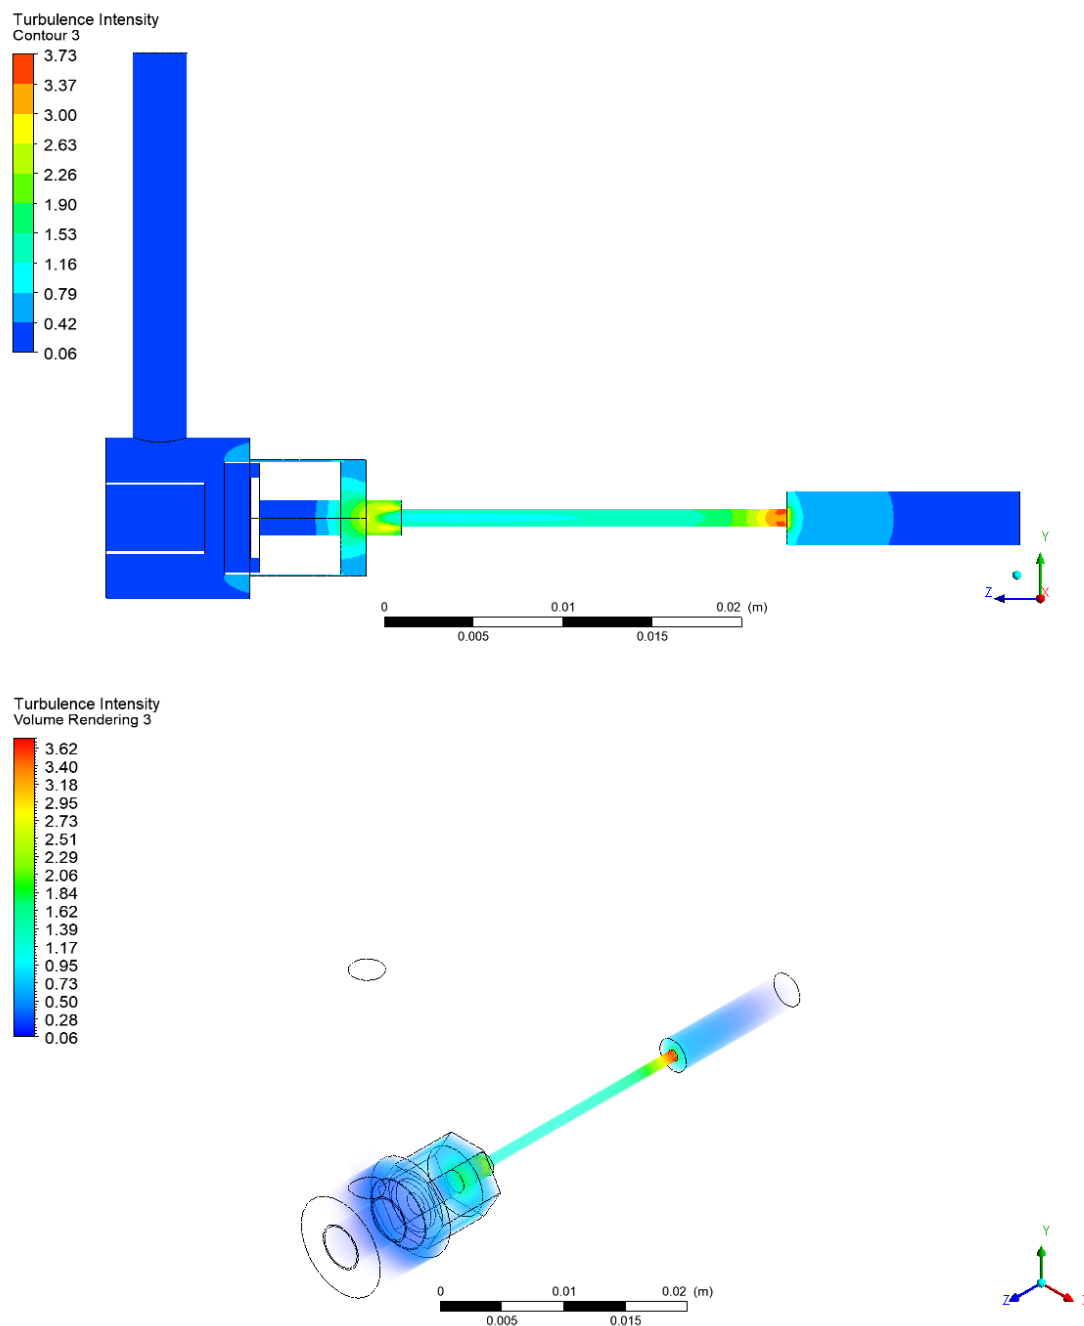 Turbulence Intensity
Contour 3
3.73
3.37
3.00
2.63
2.26
1.90
1.53
1.16
0.79
0.42
0.06
Y
Z
X
0 0.01 0.02 (m)
0.005 0.015
Turbulence Intensity
Volume Rendering 3
3.62
3.40
3.18
2.95
2.73
2.51
2.29
2.06
1.84
1.62
1.39
1.17
0.95
0.73
0.50
0.28
0.06
Y
Z
0 0.01 0.02 (m)
0.005 0.015